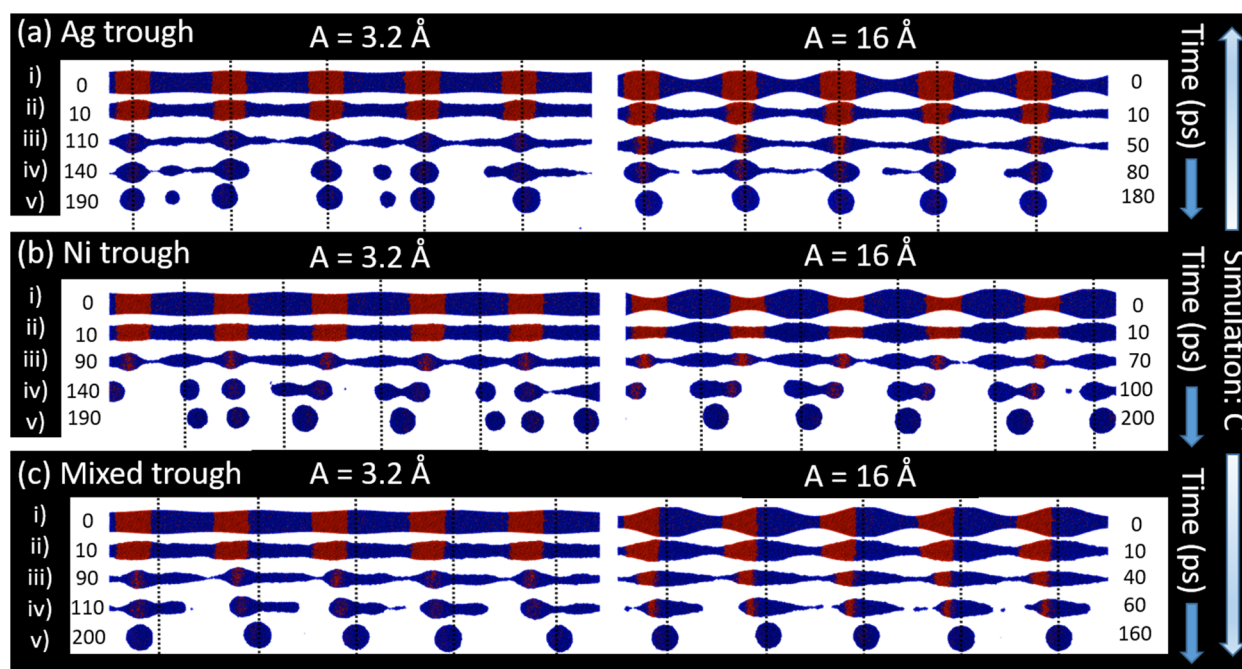 (a) Ag trough A = 3.2 Å A = 16 Å
i) 0 0
ii) 10 10
iii) 110 50
iv) 140 80
v) 190 180
Time (ps)
(b) Ni trough A = 3.2 Å A = 16 Å
i) 0 0
ii) 10 10
iii) 90 70
iv) 140 100
v) 190 200
Time (ps)
(c) Mixed trough A = 3.2 Å A = 16 Å
i) 0 0
ii) 10 10
iii) 90 40
iv) 110 60
v) 200 160
Time (ps)
Simulation: C